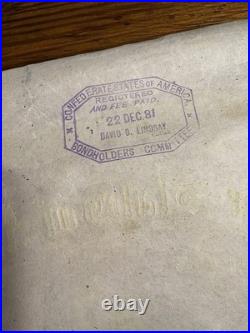 CONFEDERATE STATES OF AMERICA
REGISTERED
AND FEE PAID.
22 DEC. 81
DAVID D. LINDSAY
BONDHOLDERS COMMITTEE